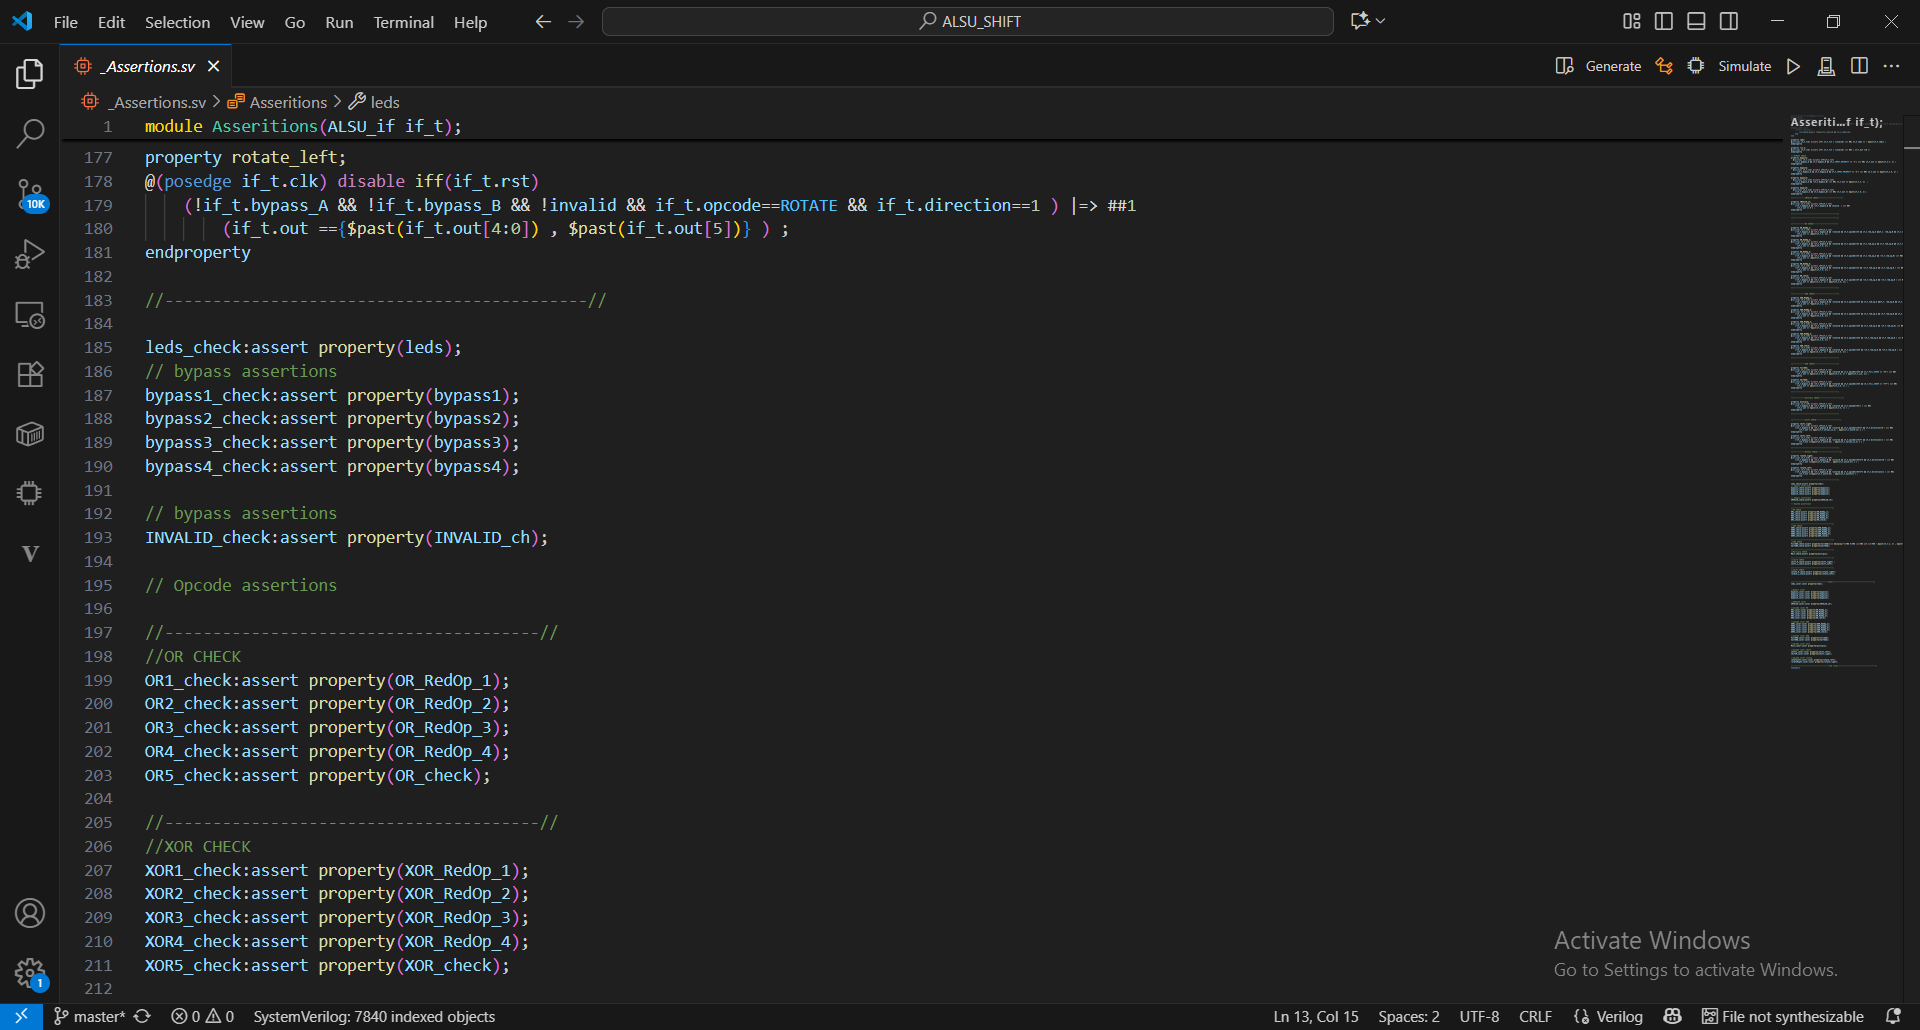 File Edit Selection View Go Run Terminal Help ALSU_SHIFT
_Assertions.sv Generate Simulate
_Assertions.sv > Asseritions > leds
1 module Asseritions(ALSU_if if_t);
177 property rotate_left;
178 @(posedge if_t.clk) disable iff(if_t.rst)
179 (!if_t.bypass_A && !if_t.bypass_B && !invalid && if_t.opcode==ROTATE && if_t.direction==1 ) |=> ##1
180 (if_t.out =={$past(if_t.out[4:0]) , $past(if_t.out[5])} ) ;
181 endproperty
182
183 //--------------------------------------------//
184
185 leds_check:assert property(leds);
186 // bypass assertions
187 bypass1_check:assert property(bypass1);
188 bypass2_check:assert property(bypass2);
189 bypass3_check:assert property(bypass3);
190 bypass4_check:assert property(bypass4);
191
192 // bypass assertions
193 INVALID_check:assert property(INVALID_ch);
194
195 // Opcode assertions
196
197 //---------------------------------------//
198 //OR CHECK
199 OR1_check:assert property(OR_RedOp_1);
200 OR2_check:assert property(OR_RedOp_2);
201 OR3_check:assert property(OR_RedOp_3);
202 OR4_check:assert property(OR_RedOp_4);
203 OR5_check:assert property(OR_check);
204
205 //---------------------------------------//
206 //XOR CHECK
207 XOR1_check:assert property(XOR_RedOp_1);
208 XOR2_check:assert property(XOR_RedOp_2);
209 XOR3_check:assert property(XOR_RedOp_3);
210 XOR4_check:assert property(XOR_RedOp_4);
211 XOR5_check:assert property(XOR_check);
212
Asseriti...f if_t);
10K
V
1
Activate Windows
Go to Settings to activate Windows.
master* 0 0 SystemVerilog: 7840 indexed objects Ln 13, Col 15 Spaces: 2 UTF-8 CRLF Verilog File not synthesizable